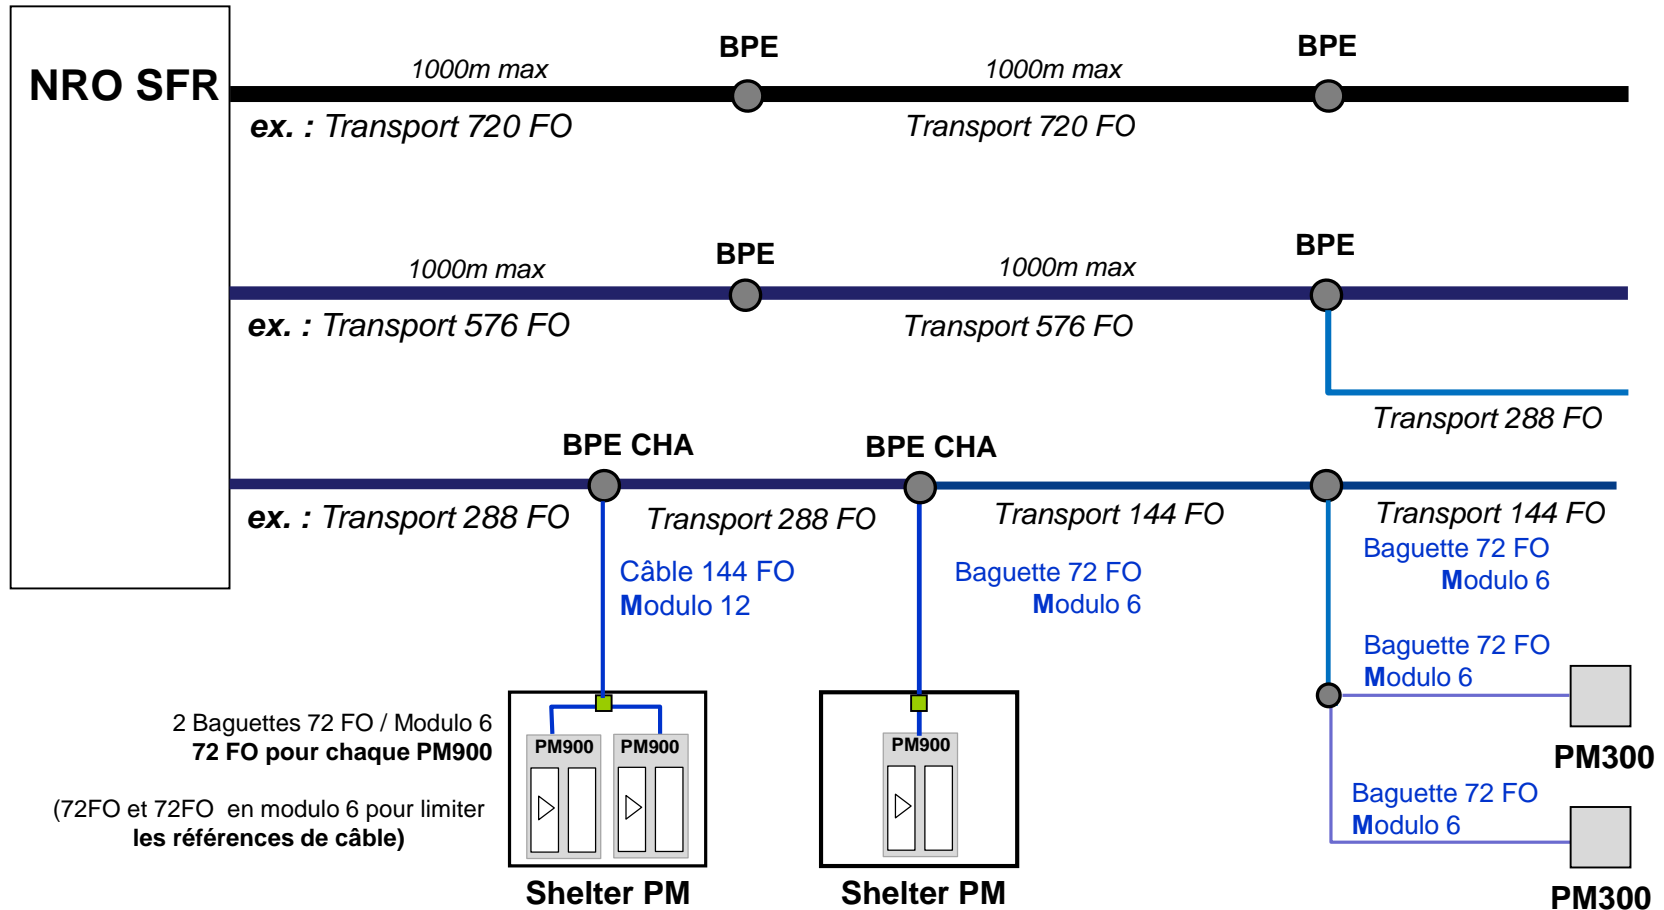 NRO SFR
1000m max
BPE
1000m max
BPE
ex. : Transport 720 FO
Transport 720 FO
1000m max
BPE
1000m max
BPE
ex. : Transport 576 FO
Transport 576 FO
Transport 288 FO
BPE CHA
BPE CHA
ex. : Transport 288 FO
Transport 288 FO
Transport 144 FO
Transport 144 FO
Câble 144 FO
Modulo 12
Baguette 72 FO
Modulo 6
Baguette 72 FO
Modulo 6
Baguette 72 FO
Modulo 6
2 Baguettes 72 FO / Modulo 6
72 FO pour chaque PM900
(72FO et 72FO en modulo 6 pour limiter
les références de câble)
PM900
PM900
PM900
PM300
Baguette 72 FO
Modulo 6
Shelter PM
Shelter PM
PM300